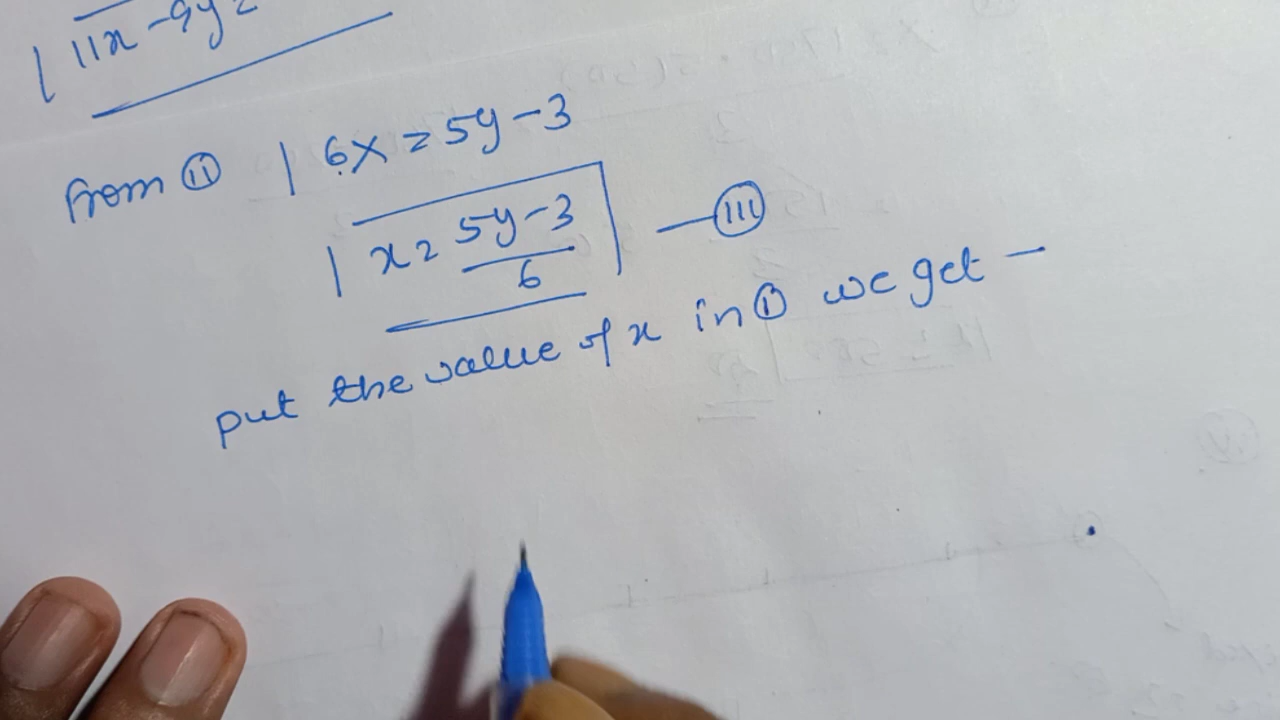 11x-9y=
From (ii) | 6x = 5y-3
x = 5y-3/6 —(iii)
put the value of x in (i) we get —